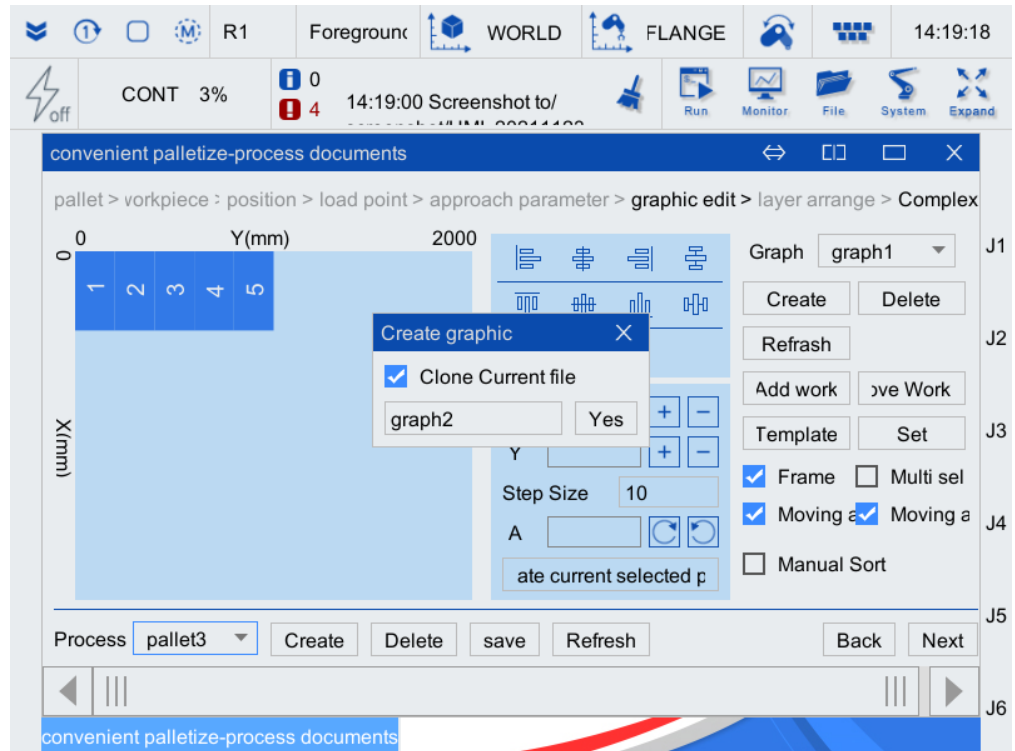 1 M R1 Foreground WORLD FLANGE 14:19:18
off CONT 3% 0
4 14:19:00 Screenshot to/
Run Monitor File System Expand
convenient palletize-process documents
pallet > workpiece : position > load point > approach parameter > graphic edit > layer arrange > Complex
0 Y(mm) 2000
0
1 2 3 4 5
X(mm)
Graph graph1
Create Delete
Refrash
Add work ove Work
Template Set
Frame Multi sel
Moving a Moving a
Manual Sort
Create graphic X
Clone Current file
graph2 Yes
+ −
Y + −
Step Size 10
A
ate current selected p
J1
J2
J3
J4
J5
J6
Process pallet3 Create Delete save Refresh Back Next
convenient palletize-process documents